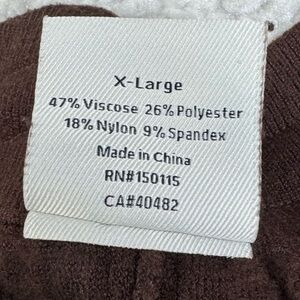 X-Large
47% Viscose 26% Polyester
18% Nylon 9% Spandex
Made in China
RN#150115
CA#40482